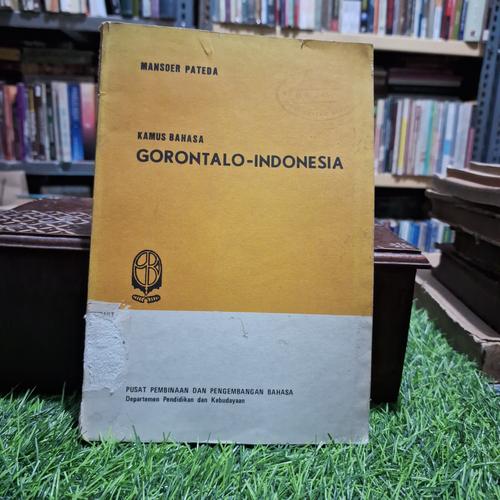 MANSOER PATEDA
KAMUS BAHASA
GORONTALO-INDONESIA
PUSAT PEMBINAAN DAN PENGEMBANGAN BAHASA
Departemen Pendidikan dan Kebudayaan